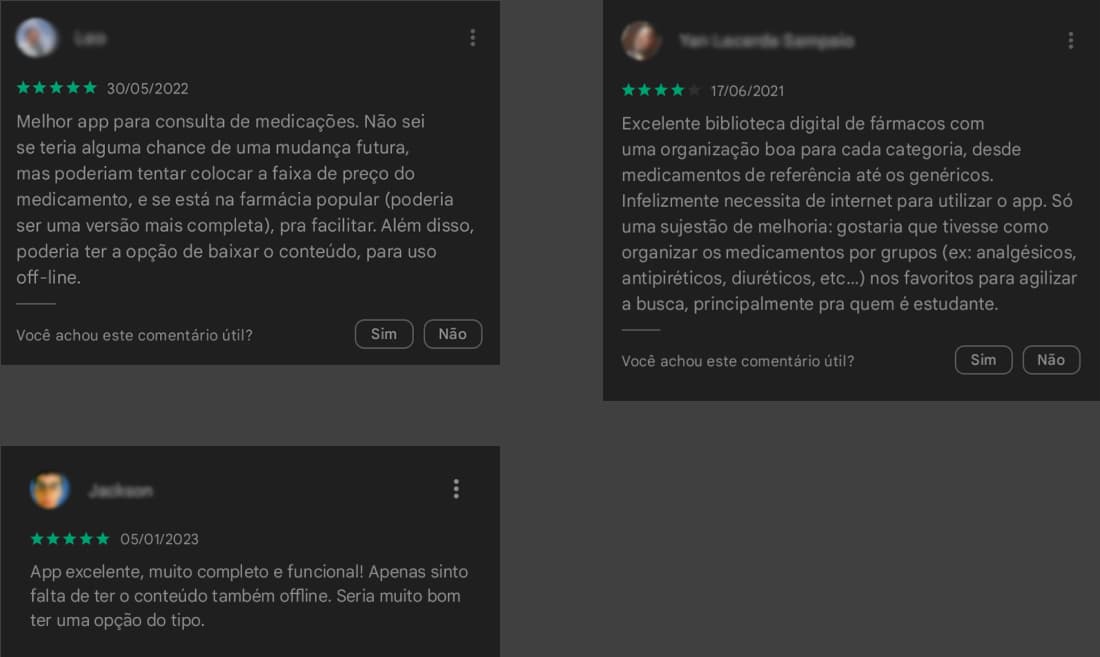 Leo
30/05/2022
Melhor app para consulta de medicações. Não sei
se teria alguma chance de uma mudança futura,
mas poderiam tentar colocar a faixa de preço do
medicamento, e se está na farmácia popular (poderia
ser uma versão mais completa), pra facilitar. Além disso,
poderia ter a opção de baixar o conteúdo, para uso
off-line.
Você achou este comentário útil?
Sim
Não
17/06/2021
Excelente biblioteca digital de fármacos com
uma organização boa para cada categoria, desde
medicamentos de referência até os genéricos.
Infelizmente necessita de internet para utilizar o app. Só
uma sujestão de melhoria: gostaria que tivesse como
organizar os medicamentos por grupos (ex: analgésicos,
antipiréticos, diuréticos, etc...) nos favoritos para agilizar
a busca, principalmente pra quem é estudante.
Você achou este comentário útil?
Sim
Não
Jackson
05/01/2023
App excelente, muito completo e funcional! Apenas sinto
falta de ter o conteúdo também offline. Seria muito bom
ter uma opção do tipo.